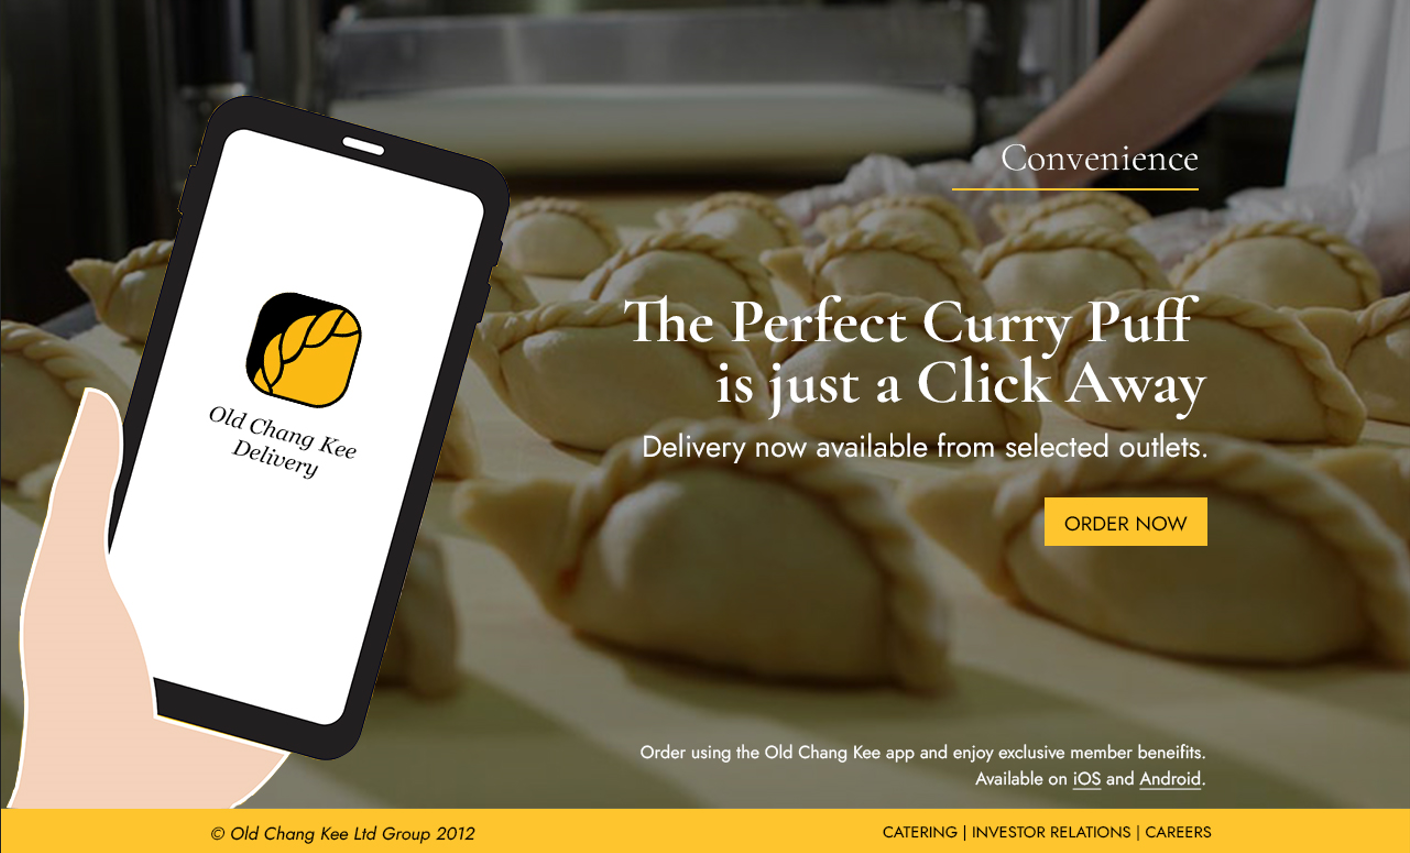 Convenience
The Perfect Curry Puff
is just a Click Away
Delivery now available from selected outlets.
ORDER NOW
Old Chang Kee
Delivery
Order using the Old Chang Kee app and enjoy exclusive member beneifits.
Available on iOS and Android.
© Old Chang Kee Ltd Group 2012
CATERING | INVESTOR RELATIONS | CAREERS